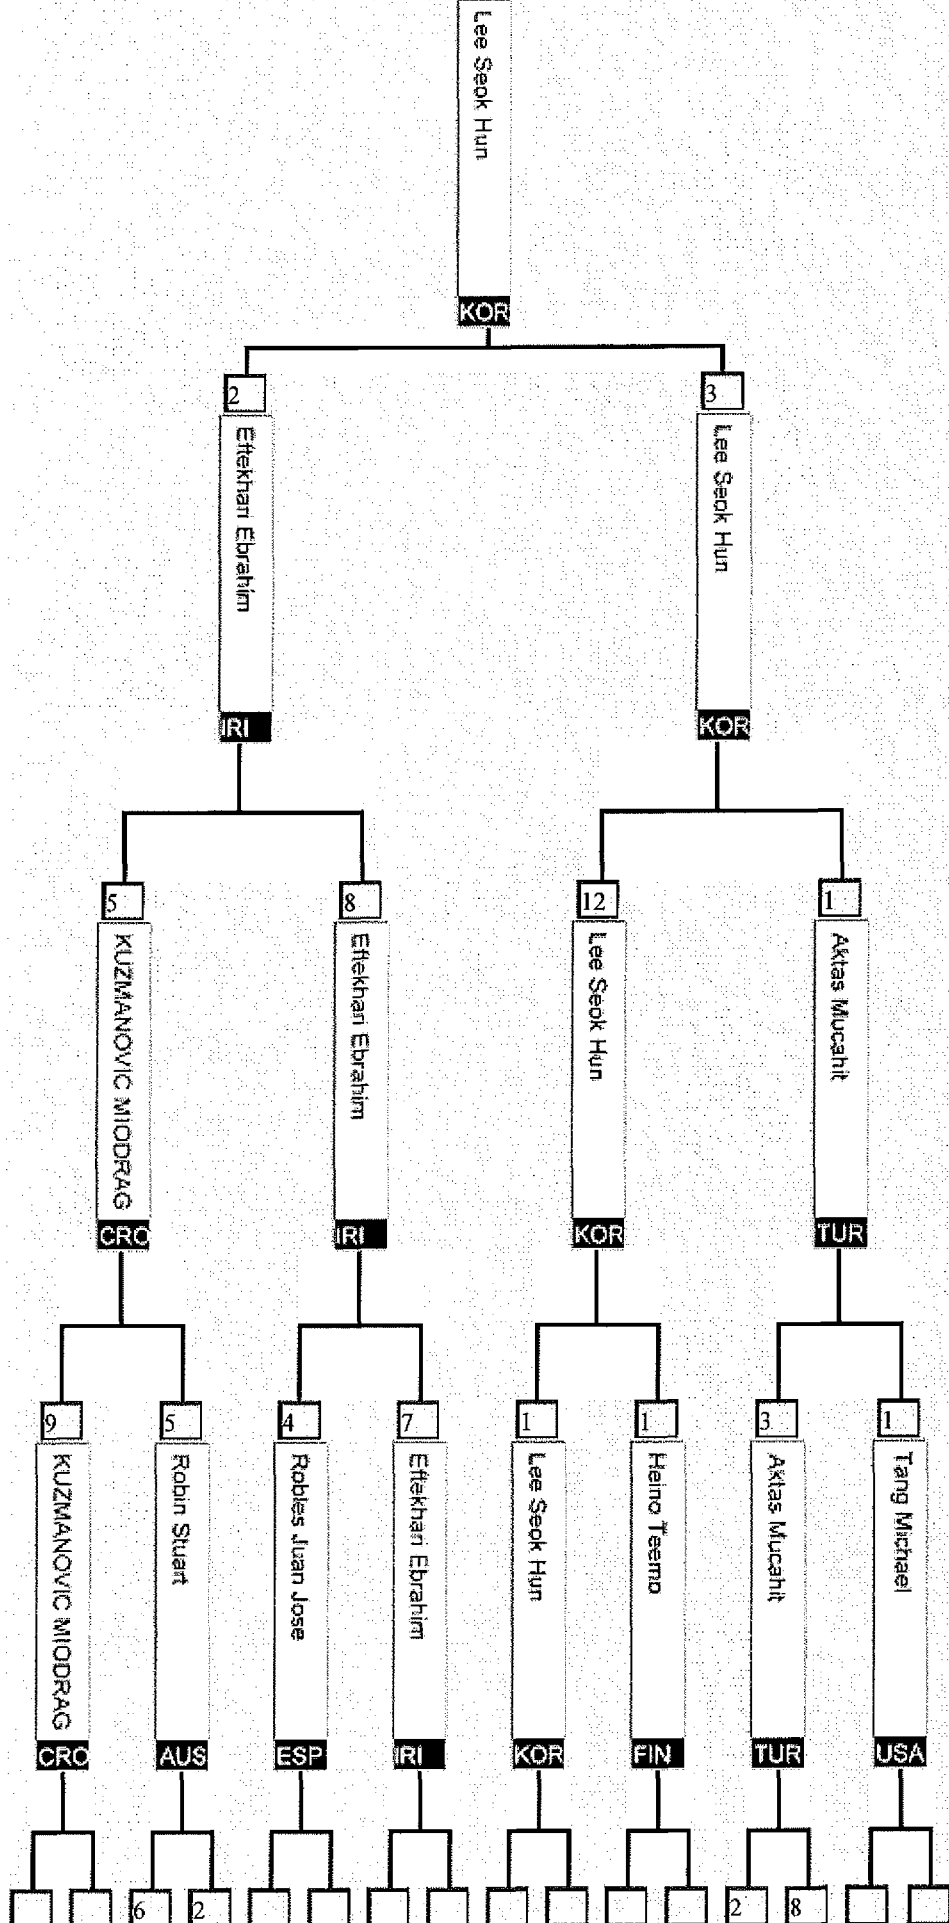 Lee Seok Hun
KOR
2
3
Eftekhari Ebrahim
Lee Seok Hun
IRI
KOR
5
8
12
1
KUZMANOVIC MIODRAG
Eftekhari Ebrahim
Lee Seok Hun
Aktas Mucahit
CRO
IRI
KOR
TUR
9
5
4
7
1
1
3
1
KUZMANOVIC MIODRAG
Robin Stuart
Robles Juan Jose
Eftekhari Ebrahim
Lee Seok Hun
Heino Teemo
Aktas Mucahit
Tang Michael
CRO
AUS
ESP
IRI
KOR
FIN
TUR
USA
6
2
2
8